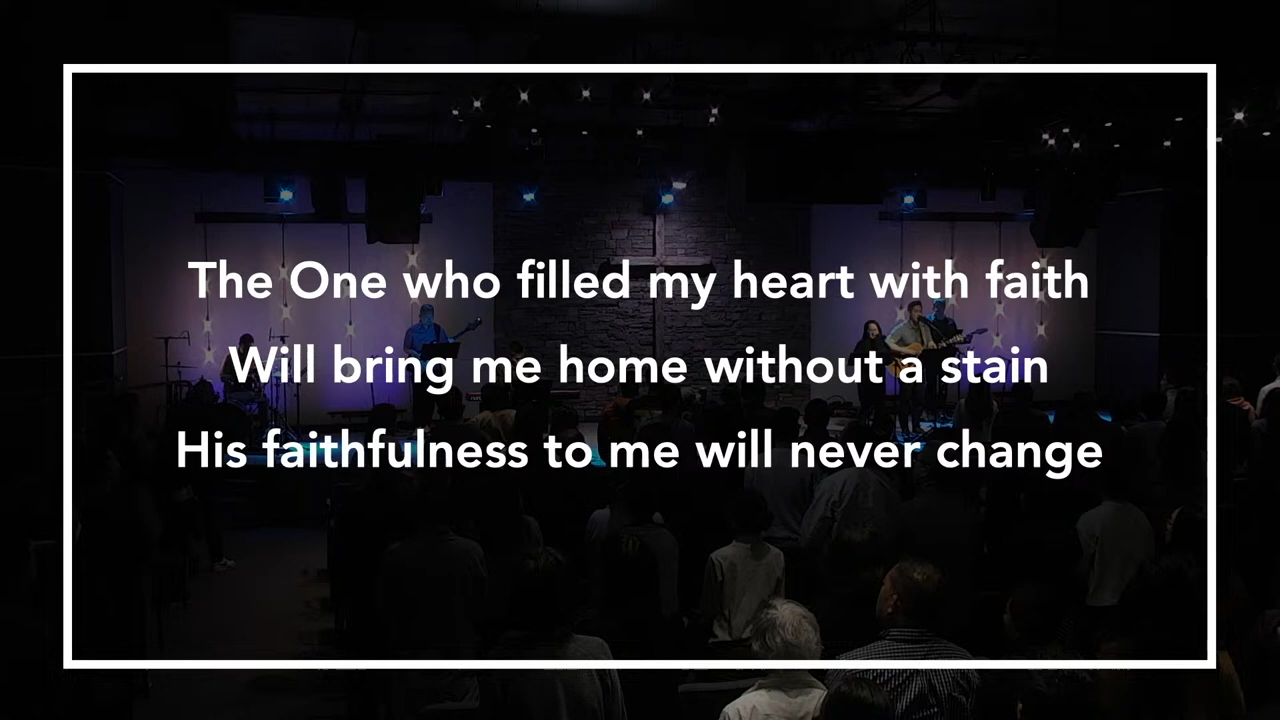 The One who filled my heart with faith
Will bring me home without a stain
His faithfulness to me will never change